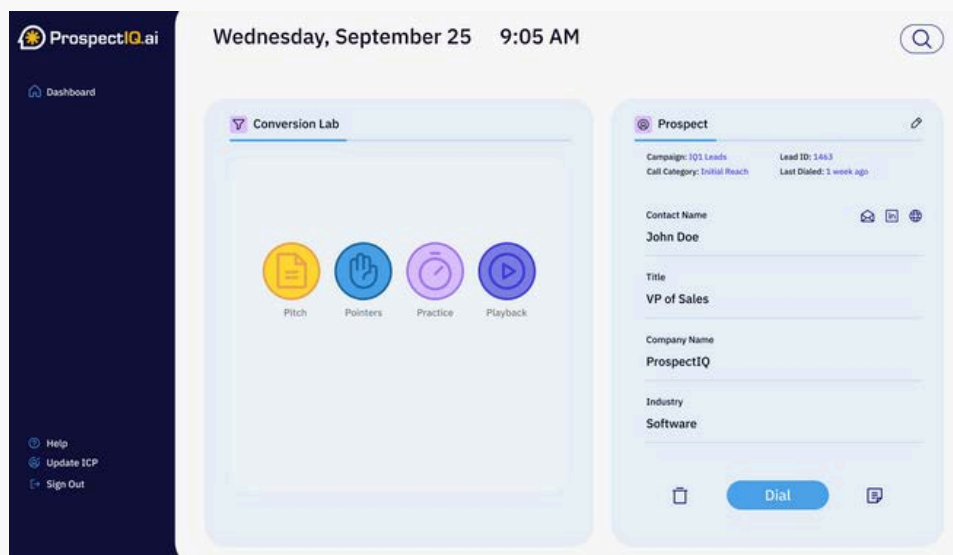 ProspectIQ.ai
Wednesday, September 25 9:05 AM
Dashboard
Conversion Lab
Pitch
Pointers
Practice
Playback
Prospect
Campaign: IQ1 Leads
Lead ID: 1463
Call Category: Initial Reach
Last Dialed: 1 week ago
Contact Name
John Doe
in
Title
VP of Sales
Company Name
ProspectIQ
Industry
Software
Dial
Help
Update ICP
Sign Out